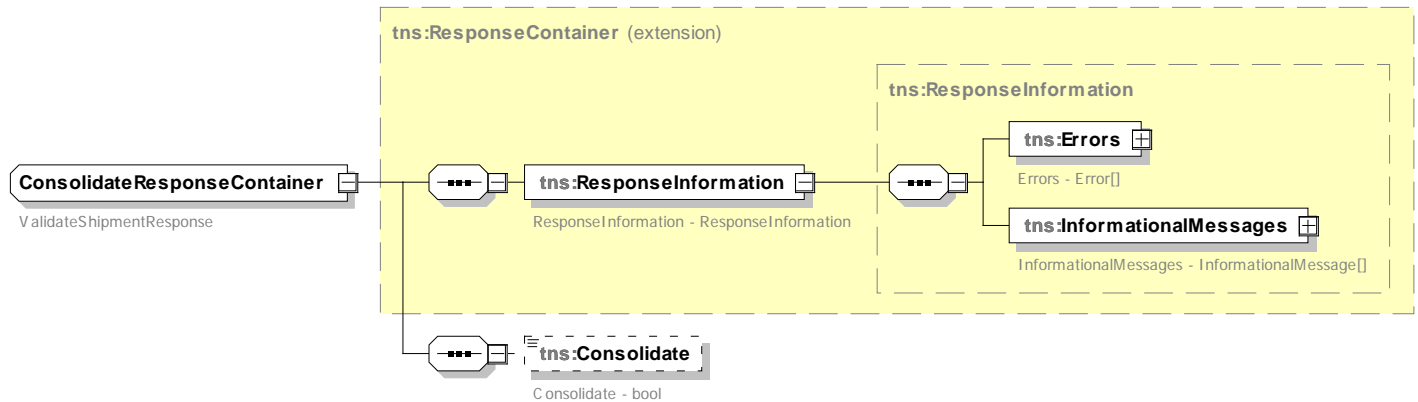 tns:ResponseContainer (extension)
tns:ResponseInformation
tns:Errors
Errors - Error[]
ConsolidateResponseContainer
ValidateShipmentResponse
tns:ResponseInformation
ResponseInformation - ResponseInformation
tns:InformationalMessages
InformationalMessages - InformationalMessage[]
tns:Consolidate
Consolidate - bool